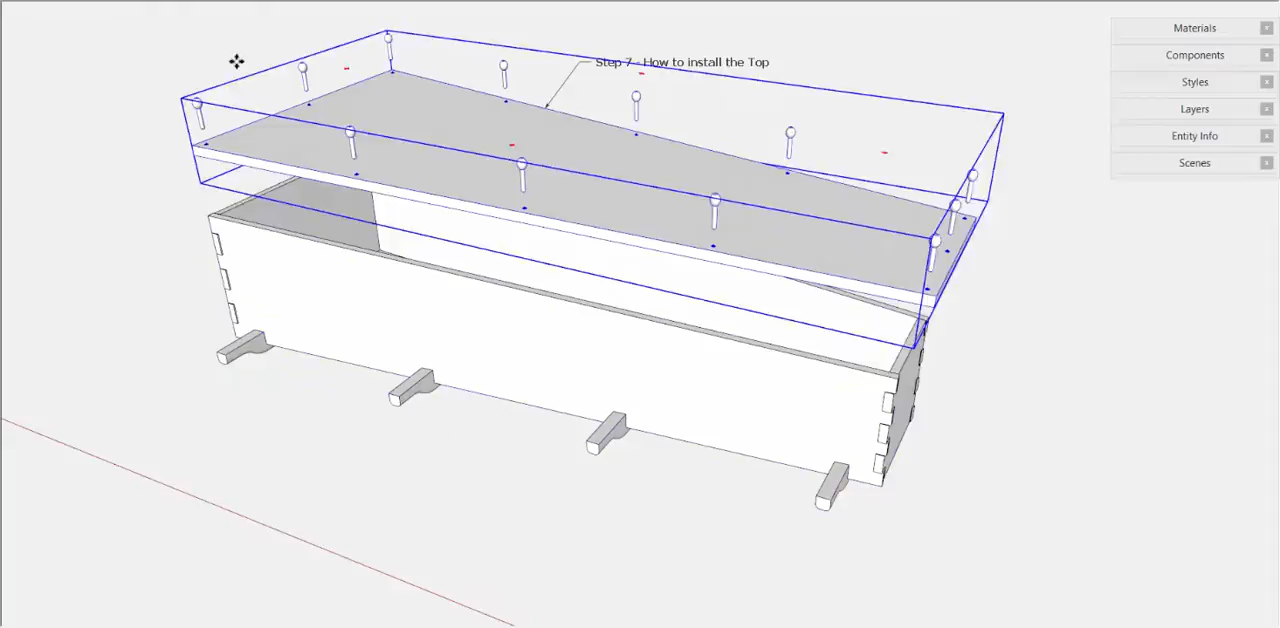 Step 7 - How to install the Top
Materials
Components
Styles
Layers
Entity Info
Scenes